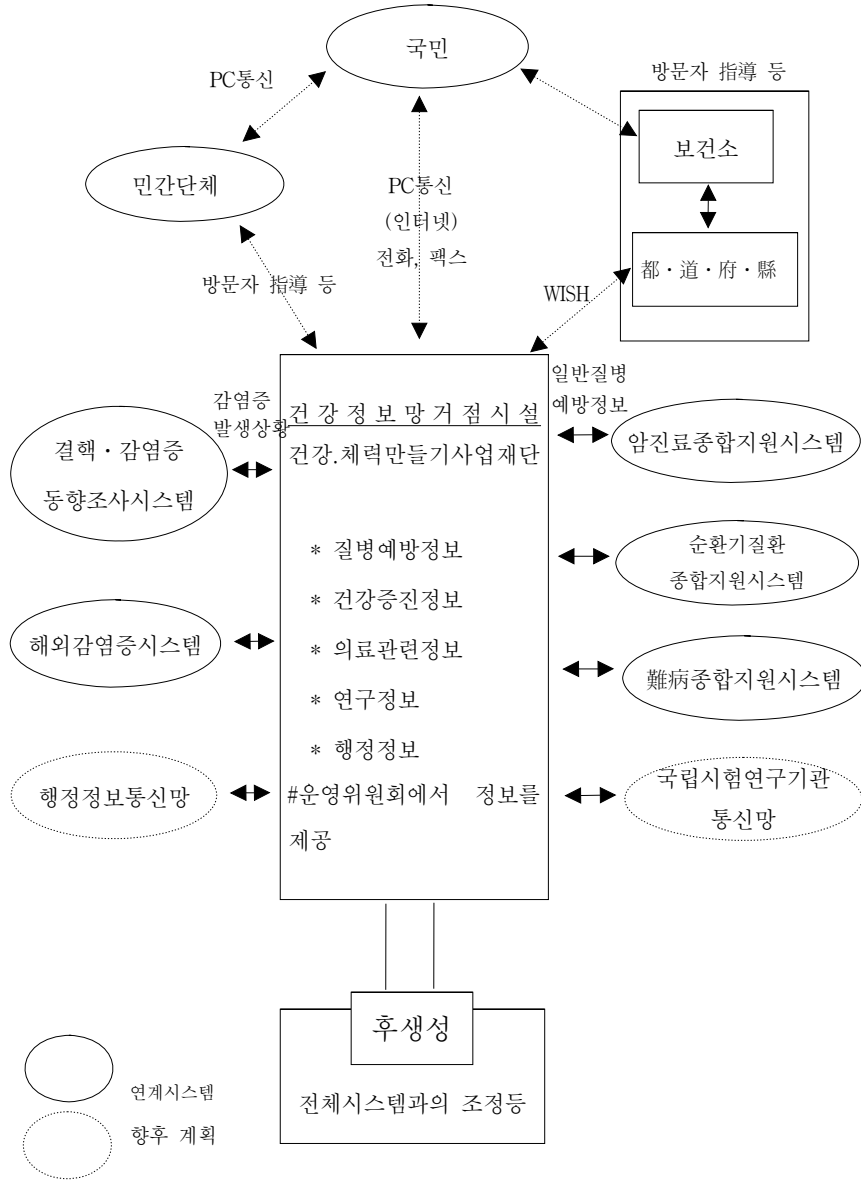 국민
PC통신
방문자 指導 등
보건소
민간단체
PC통신
(인터넷)
전화, 팩스
都・道・府・縣
방문자 指導 등
WISH
감염증
발생상황
건강정보망거점시설
건강.체력만들기사업재단
일반질병
예방정보
결핵・감염증
동향조사시스템
암진료종합지원시스템
* 질병예방정보
* 건강증진정보
* 의료관련정보
* 연구정보
* 행정정보
#운영위원회에서 정보를
제공
순환기질환
종합지원시스템
해외감염증시스템
難病종합지원시스템
행정정보통신망
국립시험연구기관
통신망
후생성
전체시스템과의 조정등
연계시스템
향후 계획